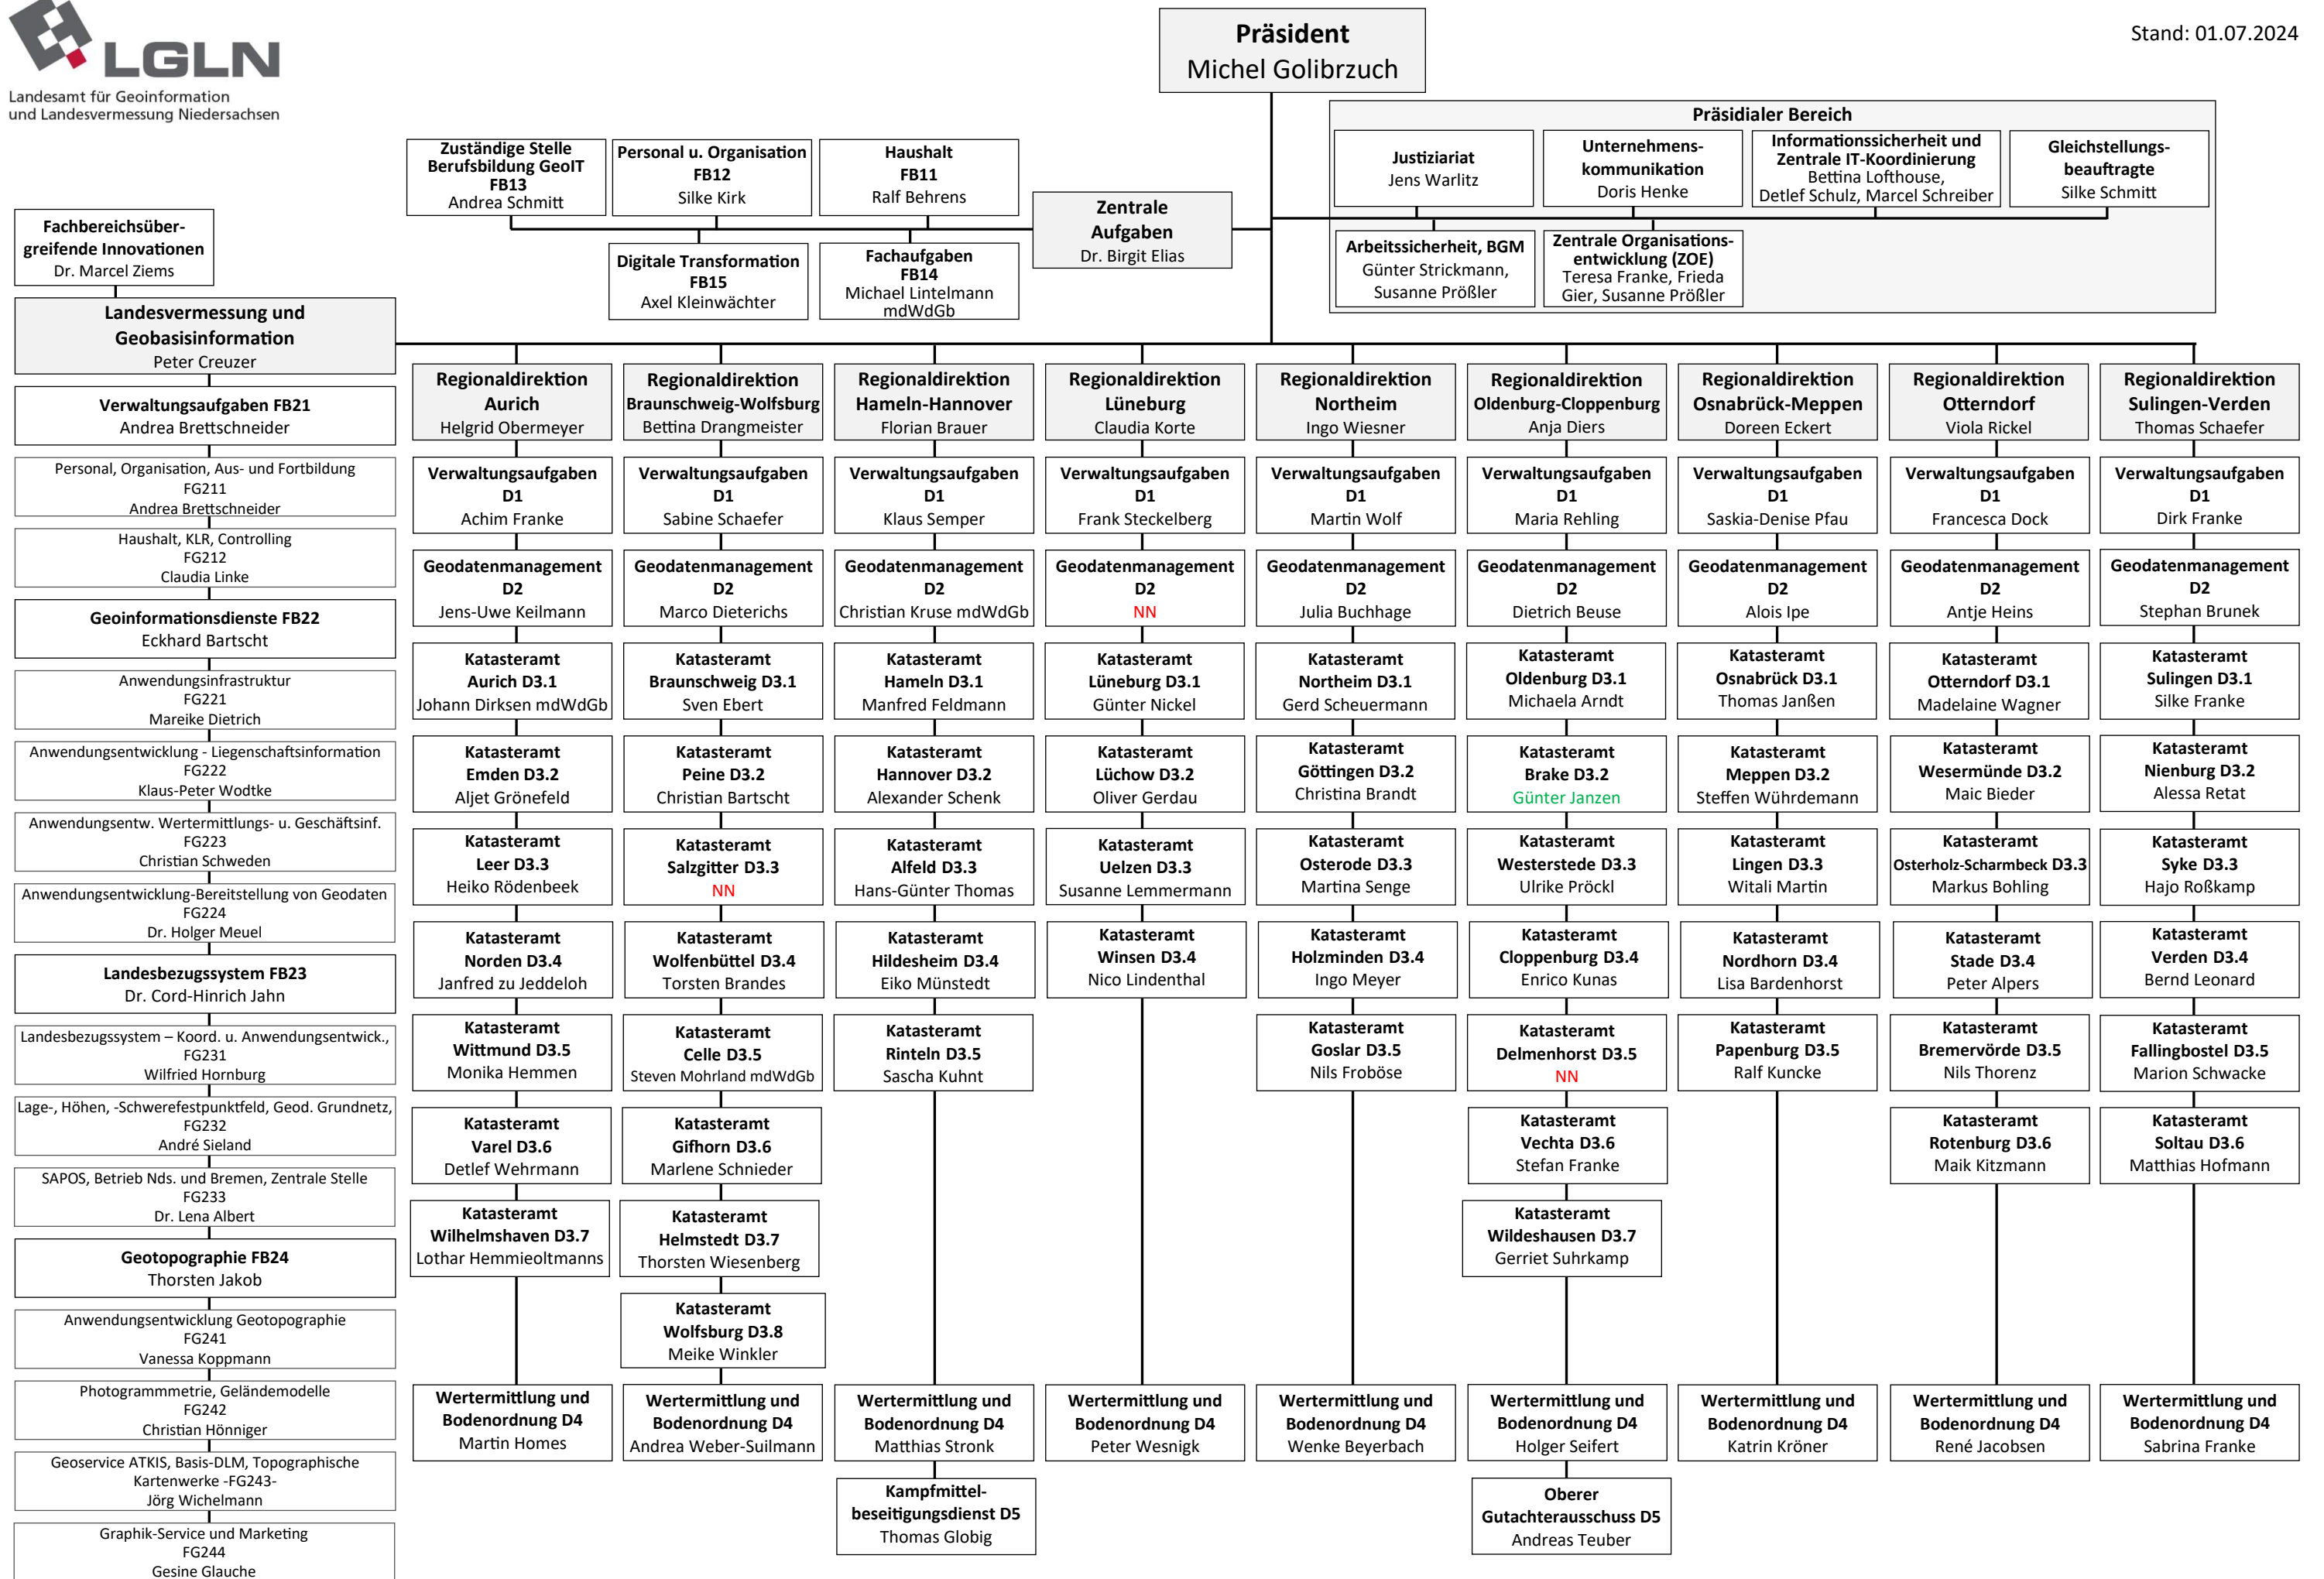 LGLN
Landesamt für Geoinformation
und Landesvermessung Niedersachsen
Präsident
Michel Golibrzuch
Stand: 01.07.2024
Präsidialer Bereich
Justiziariat
Jens Warlitz
Unternehmens-
kommunikation
Doris Henke
Informationssicherheit und
Zentrale IT-Koordinierung
Bettina Lofthouse,
Detlef Schulz, Marcel Schreiber
Gleichstellungs-
beauftragte
Silke Schmitt
Arbeitssicherheit, BGM
Günter Strickmann,
Susanne Prößler
Zentrale Organisations-
entwicklung (ZOE)
Teresa Franke, Frieda
Gier, Susanne Prößler
Zuständige Stelle
Berufsbildung GeoIT
FB13
Andrea Schmitt
Personal u. Organisation
FB12
Silke Kirk
Haushalt
FB11
Ralf Behrens
Zentrale
Aufgaben
Dr. Birgit Elias
Digitale Transformation
FB15
Axel Kleinwächter
Fachaufgaben
FB14
Michael Lintelmann
mdWdGb
Fachbereichsüber-
greifende Innovationen
Dr. Marcel Ziems
Landesvermessung und
Geobasisinformation
Peter Creuzer
Verwaltungsaufgaben FB21
Andrea Brettschneider
Personal, Organisation, Aus- und Fortbildung
FG211
Andrea Brettschneider
Haushalt, KLR, Controlling
FG212
Claudia Linke
Geoinformationsdienste FB22
Eckhard Bartscht
Anwendungsinfrastruktur
FG221
Mareike Dietrich
Anwendungsentwicklung - Liegenschaftsinformation
FG222
Klaus-Peter Wodtke
Anwendungsentw. Wertermittlungs- u. Geschäftsinf.
FG223
Christian Schweden
Anwendungsentwicklung-Bereitstellung von Geodaten
FG224
Dr. Holger Meuel
Landesbezugssystem FB23
Dr. Cord-Hinrich Jahn
Landesbezugssystem – Koord. u. Anwendungsentwick.,
FG231
Wilfried Hornburg
Lage-, Höhen, -Schwerefestpunktfeld, Geod. Grundnetz,
FG232
André Sieland
SAPOS, Betrieb Nds. und Bremen, Zentrale Stelle
FG233
Dr. Lena Albert
Geotopographie FB24
Thorsten Jakob
Anwendungsentwicklung Geotopographie
FG241
Vanessa Koppmann
Photogrammmetrie, Geländemodelle
FG242
Christian Hönniger
Geoservice ATKIS, Basis-DLM, Topographische
Kartenwerke -FG243-
Jörg Wichelmann
Graphik-Service und Marketing
FG244
Gesine Glauche
Regionaldirektion
Aurich
Helgrid Obermeyer
Verwaltungsaufgaben
D1
Achim Franke
Geodatenmanagement
D2
Jens-Uwe Keilmann
Katasteramt
Aurich D3.1
Johann Dirksen mdWdGb
Katasteramt
Emden D3.2
Aljet Grönefeld
Katasteramt
Leer D3.3
Heiko Rödenbeek
Katasteramt
Norden D3.4
Janfred zu Jeddeloh
Katasteramt
Wittmund D3.5
Monika Hemmen
Katasteramt
Varel D3.6
Detlef Wehrmann
Katasteramt
Wilhelmshaven D3.7
Lothar Hemmieoltmanns
Wertermittlung und
Bodenordnung D4
Martin Homes
Regionaldirektion
Braunschweig-Wolfsburg
Bettina Drangmeister
Verwaltungsaufgaben
D1
Sabine Schaefer
Geodatenmanagement
D2
Marco Dieterichs
Katasteramt
Braunschweig D3.1
Sven Ebert
Katasteramt
Peine D3.2
Christian Bartscht
Katasteramt
Salzgitter D3.3
NN
Katasteramt
Wolfenbüttel D3.4
Torsten Brandes
Katasteramt
Celle D3.5
Steven Mohrland mdWdGb
Katasteramt
Gifhorn D3.6
Marlene Schnieder
Katasteramt
Helmstedt D3.7
Thorsten Wiesenberg
Katasteramt
Wolfsburg D3.8
Meike Winkler
Wertermittlung und
Bodenordnung D4
Andrea Weber-Suilmann
Regionaldirektion
Hameln-Hannover
Florian Brauer
Verwaltungsaufgaben
D1
Klaus Semper
Geodatenmanagement
D2
Christian Kruse mdWdGb
Katasteramt
Hameln D3.1
Manfred Feldmann
Katasteramt
Hannover D3.2
Alexander Schenk
Katasteramt
Alfeld D3.3
Hans-Günter Thomas
Katasteramt
Hildesheim D3.4
Eiko Münstedt
Katasteramt
Rinteln D3.5
Sascha Kuhnt
Wertermittlung und
Bodenordnung D4
Matthias Stronk
Kampfmittel-
beseitigungsdienst D5
Thomas Globig
Regionaldirektion
Lüneburg
Claudia Korte
Verwaltungsaufgaben
D1
Frank Steckelberg
Geodatenmanagement
D2
NN
Katasteramt
Lüneburg D3.1
Günter Nickel
Katasteramt
Lüchow D3.2
Oliver Gerdau
Katasteramt
Uelzen D3.3
Susanne Lemmermann
Katasteramt
Winsen D3.4
Nico Lindenthal
Wertermittlung und
Bodenordnung D4
Peter Wesnigk
Regionaldirektion
Northeim
Ingo Wiesner
Verwaltungsaufgaben
D1
Martin Wolf
Geodatenmanagement
D2
Julia Buchhage
Katasteramt
Northeim D3.1
Gerd Scheuermann
Katasteramt
Göttingen D3.2
Christina Brandt
Katasteramt
Osterode D3.3
Martina Senge
Katasteramt
Holzminden D3.4
Ingo Meyer
Katasteramt
Goslar D3.5
Nils Froböse
Wertermittlung und
Bodenordnung D4
Wenke Beyerbach
Regionaldirektion
Oldenburg-Cloppenburg
Anja Diers
Verwaltungsaufgaben
D1
Maria Rehling
Geodatenmanagement
D2
Dietrich Beuse
Katasteramt
Oldenburg D3.1
Michaela Arndt
Katasteramt
Brake D3.2
Günter Janzen
Katasteramt
Westerstede D3.3
Ulrike Pröckl
Katasteramt
Cloppenburg D3.4
Enrico Kunas
Katasteramt
Delmenhorst D3.5
NN
Katasteramt
Vechta D3.6
Stefan Franke
Katasteramt
Wildeshausen D3.7
Gerriet Suhrkamp
Wertermittlung und
Bodenordnung D4
Holger Seifert
Oberer
Gutachterausschuss D5
Andreas Teuber
Regionaldirektion
Osnabrück-Meppen
Doreen Eckert
Verwaltungsaufgaben
D1
Saskia-Denise Pfau
Geodatenmanagement
D2
Alois Ipe
Katasteramt
Osnabrück D3.1
Thomas Janßen
Katasteramt
Meppen D3.2
Steffen Wührdemann
Katasteramt
Lingen D3.3
Witali Martin
Katasteramt
Nordhorn D3.4
Lisa Bardenhorst
Katasteramt
Papenburg D3.5
Ralf Kuncke
Wertermittlung und
Bodenordnung D4
Katrin Kröner
Regionaldirektion
Otterndorf
Viola Rickel
Verwaltungsaufgaben
D1
Francesca Dock
Geodatenmanagement
D2
Antje Heins
Katasteramt
Otterndorf D3.1
Madelaine Wagner
Katasteramt
Wesermünde D3.2
Maic Bieder
Katasteramt
Osterholz-Scharmbeck D3.3
Markus Bohling
Katasteramt
Stade D3.4
Peter Alpers
Katasteramt
Bremervörde D3.5
Nils Thorenz
Katasteramt
Rotenburg D3.6
Maik Kitzmann
Wertermittlung und
Bodenordnung D4
René Jacobsen
Regionaldirektion
Sulingen-Verden
Thomas Schaefer
Verwaltungsaufgaben
D1
Dirk Franke
Geodatenmanagement
D2
Stephan Brunek
Katasteramt
Sulingen D3.1
Silke Franke
Katasteramt
Nienburg D3.2
Alessa Retat
Katasteramt
Syke D3.3
Hajo Roßkamp
Katasteramt
Verden D3.4
Bernd Leonard
Katasteramt
Fallingbostel D3.5
Marion Schwacke
Katasteramt
Soltau D3.6
Matthias Hofmann
Wertermittlung und
Bodenordnung D4
Sabrina Franke